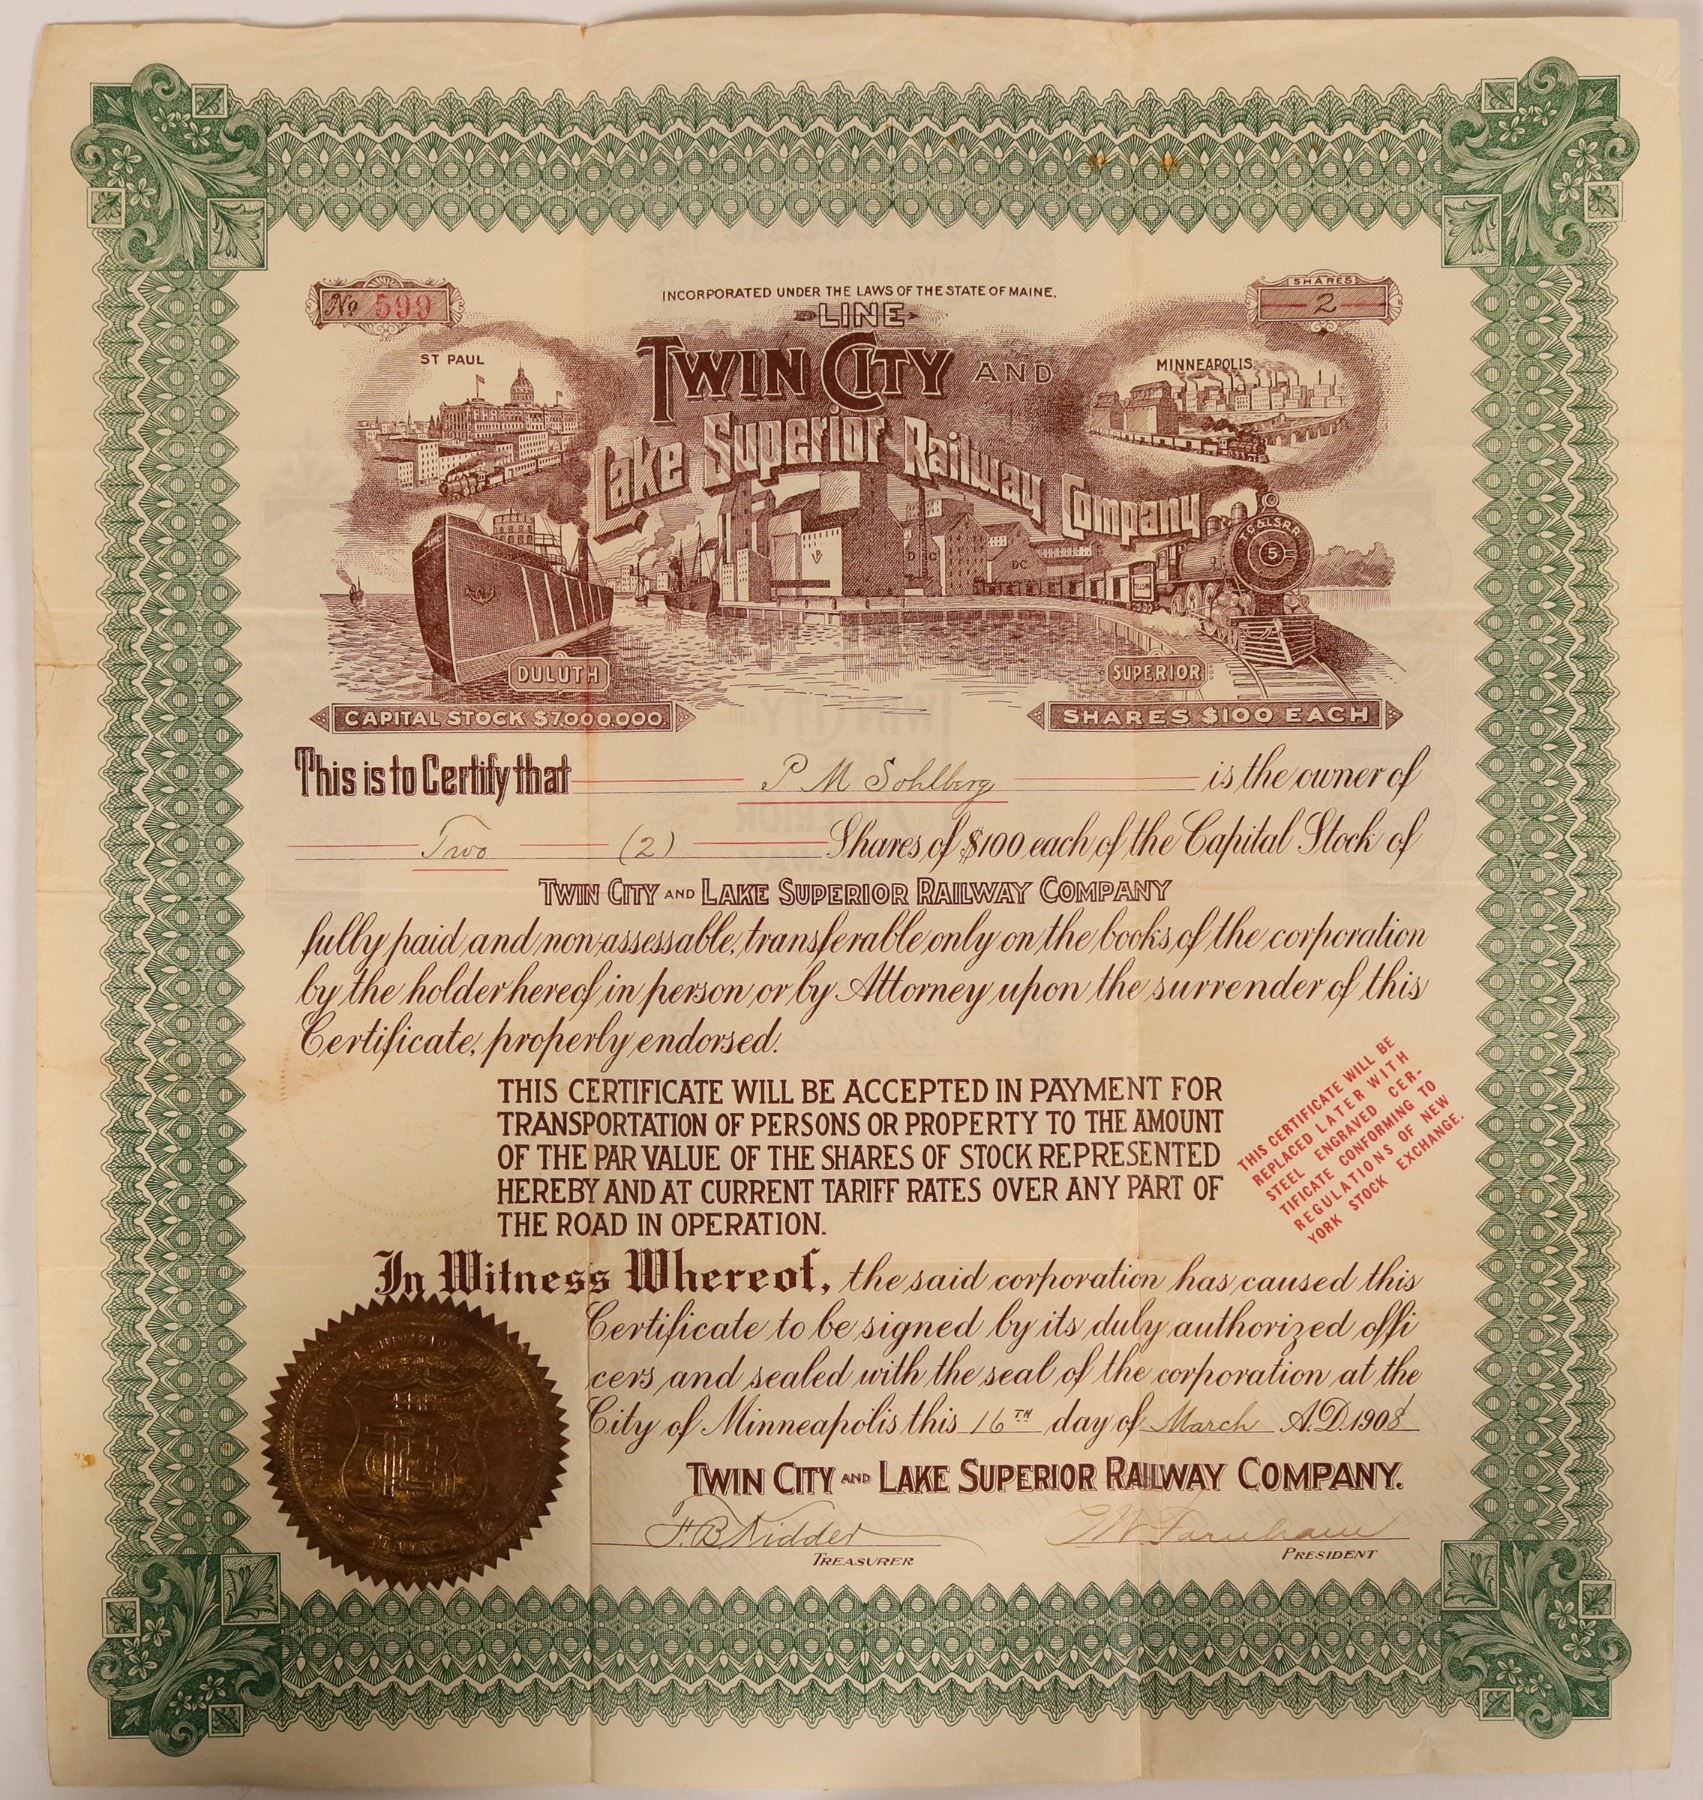 No 599
SHARES
2
INCORPORATED UNDER THE LAWS OF THE STATE OF MAINE.
LINE
TWIN CITY AND
Lake Superior Railway Company
ST PAUL
MINNEAPOLIS
T.C.&L.S.R.R.
5
D C
DC
DULUTH
SUPERIOR
CAPITAL STOCK $7,000,000.
SHARES $100 EACH
This is to Certify that P M Sohlberg is the owner of
Two (2) Shares of $100 each of the Capital Stock of
TWIN CITY AND LAKE SUPERIOR RAILWAY COMPANY
fully paid and non-assessable, transferable only on the books of the corporation
by the holder hereof in person or by Attorney upon the surrender of this
Certificate, properly endorsed.
THIS CERTIFICATE WILL BE ACCEPTED IN PAYMENT FOR
TRANSPORTATION OF PERSONS OR PROPERTY TO THE AMOUNT
OF THE PAR VALUE OF THE SHARES OF STOCK REPRESENTED
HEREBY AND AT CURRENT TARIFF RATES OVER ANY PART OF
THE ROAD IN OPERATION.
THIS CERTIFICATE WILL BE
REPLACED LATER WITH
STEEL ENGRAVED CER-
TIFICATE CONFORMING TO
REGULATIONS OF NEW
YORK STOCK EXCHANGE.
In Witness Whereof, the said corporation has caused this
Certificate to be signed by its duly authorized offi
cers and sealed with the seal of the corporation at the
City of Minneapolis this 16TH day of March A.D. 1908
TWIN CITY AND LAKE SUPERIOR RAILWAY COMPANY.
F. B. Kidder
TREASURER
Farnham
PRESIDENT